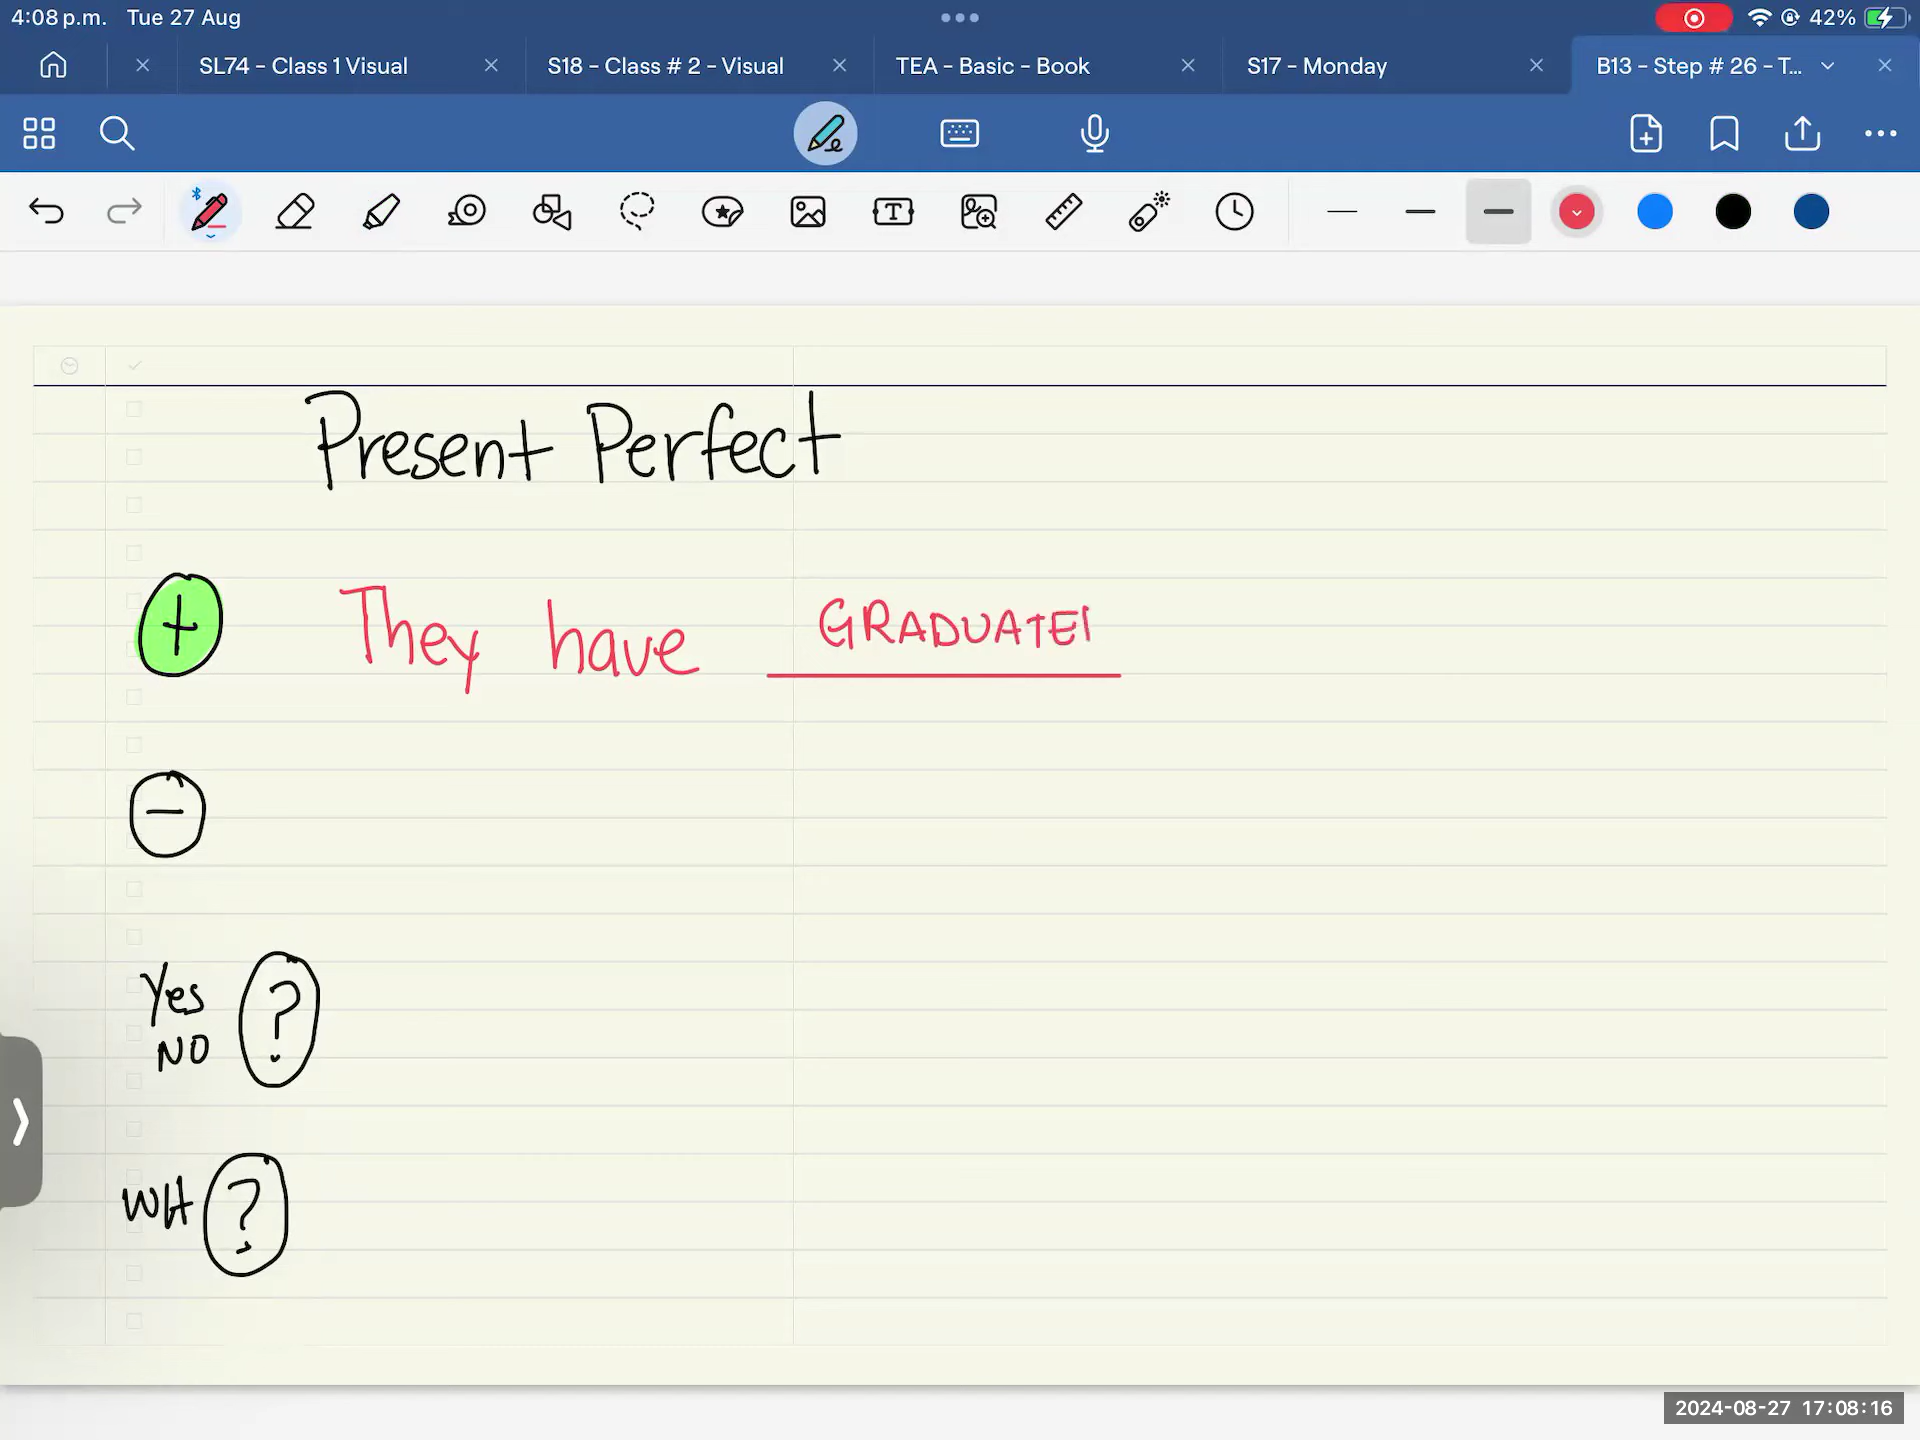 4:08 p.m. Tue 27 Aug 42%
SL74 - Class 1 Visual S18 - Class # 2 - Visual TEA - Basic - Book S17 - Monday B13 - Step # 26 - T...
Present Perfect
+ They have GRADUATE
−
Yes
NO ?
WH ?
2024-08-27 17:08:16